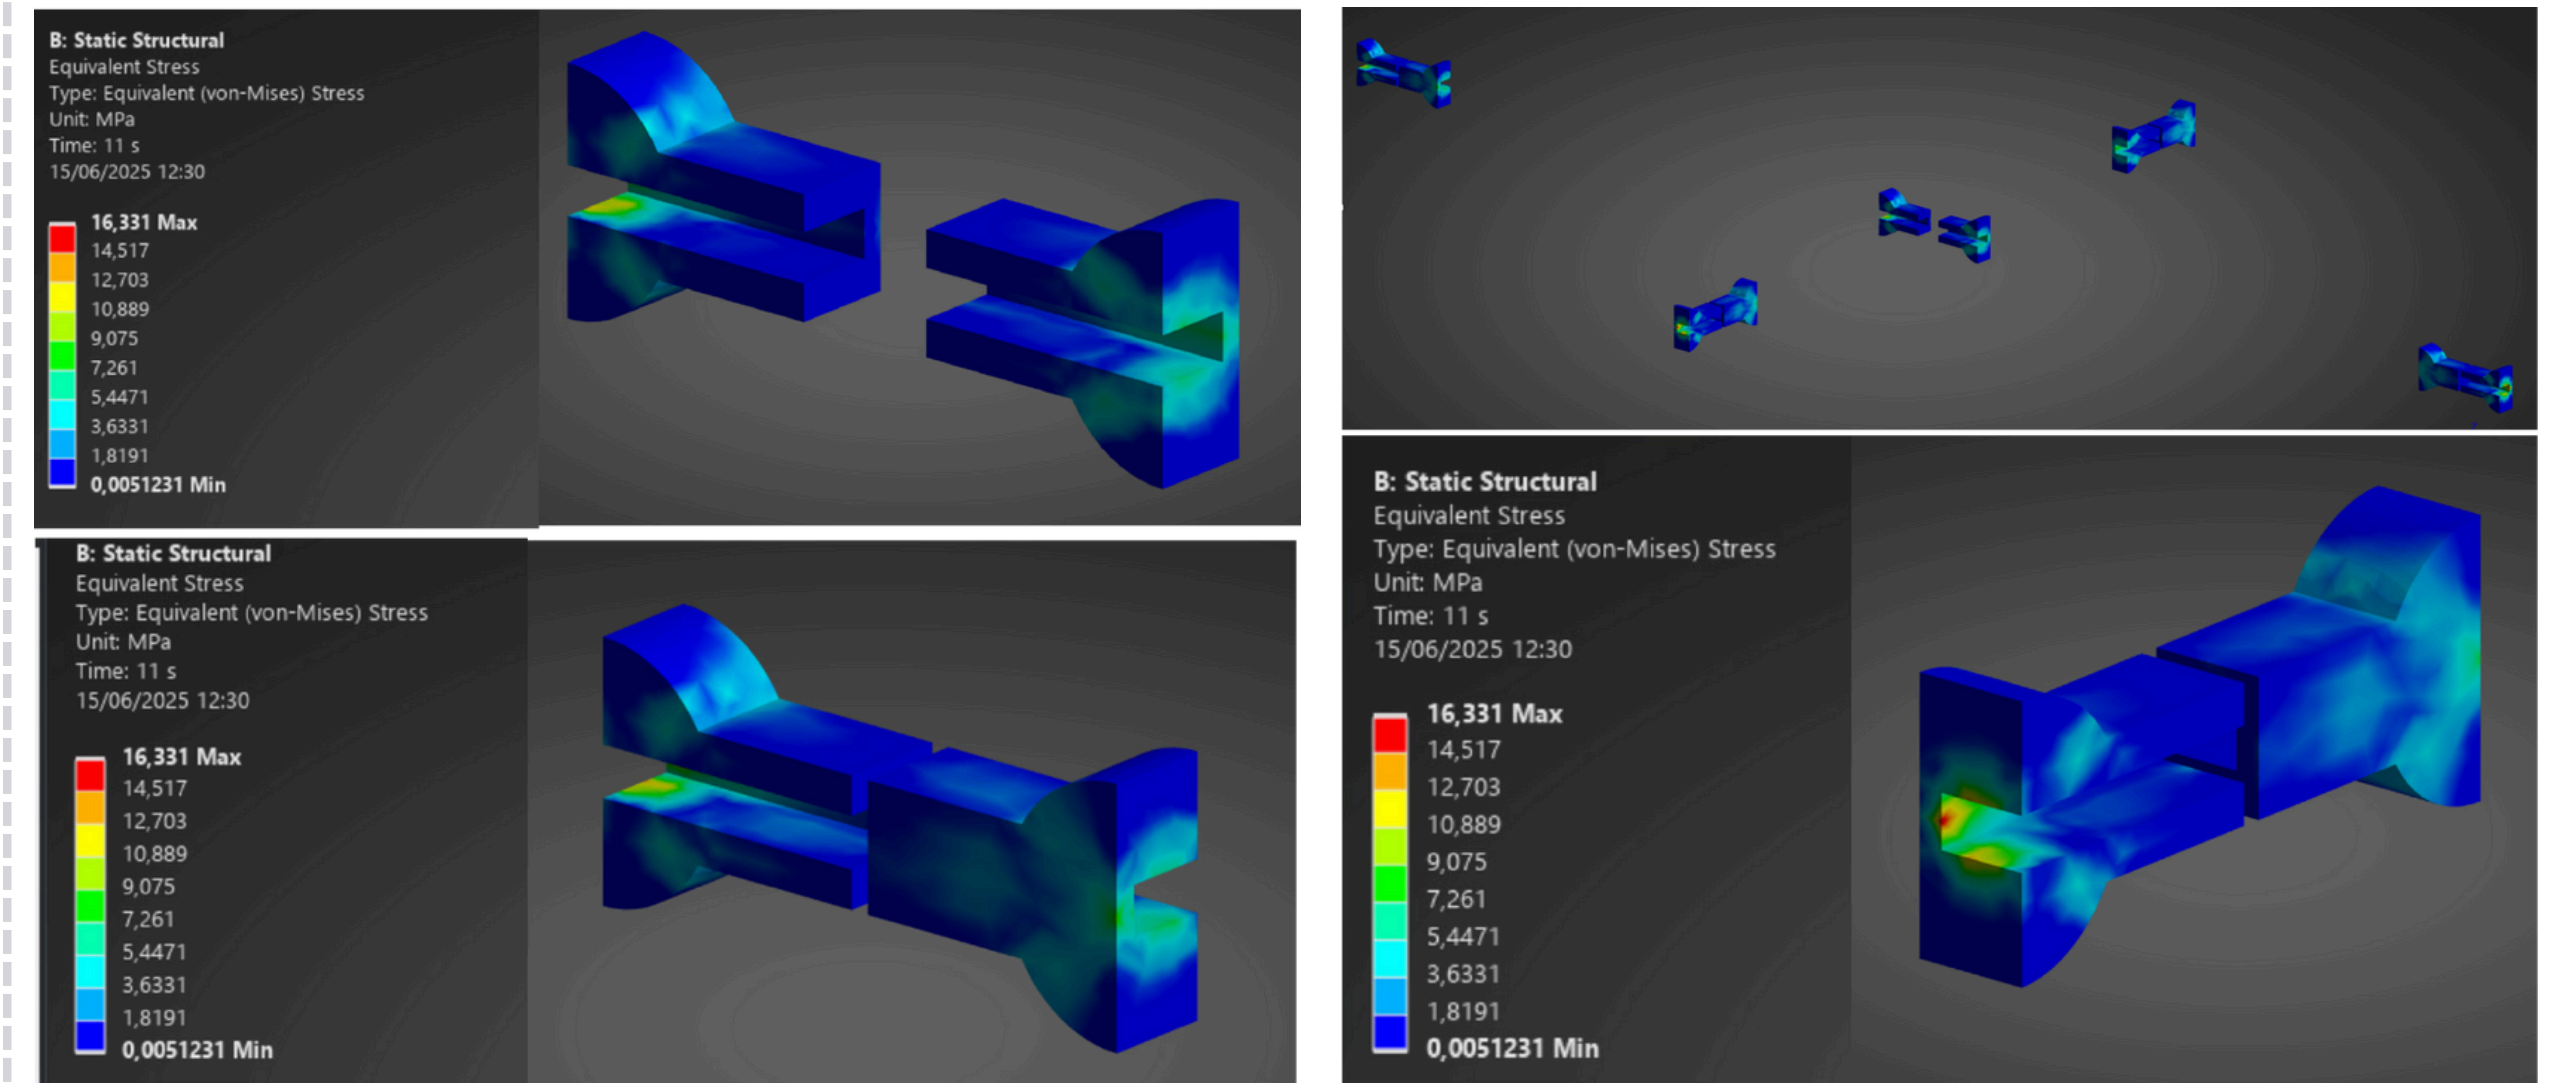 B: Static Structural
Equivalent Stress
Type: Equivalent (von-Mises) Stress
Unit: MPa
Time: 11 s
15/06/2025 12:30
16,331 Max
14,517
12,703
10,889
9,075
7,261
5,4471
3,6331
1,8191
0,0051231 Min
B: Static Structural
Equivalent Stress
Type: Equivalent (von-Mises) Stress
Unit: MPa
Time: 11 s
15/06/2025 12:30
16,331 Max
14,517
12,703
10,889
9,075
7,261
5,4471
3,6331
1,8191
0,0051231 Min
B: Static Structural
Equivalent Stress
Type: Equivalent (von-Mises) Stress
Unit: MPa
Time: 11 s
15/06/2025 12:30
16,331 Max
14,517
12,703
10,889
9,075
7,261
5,4471
3,6331
1,8191
0,0051231 Min